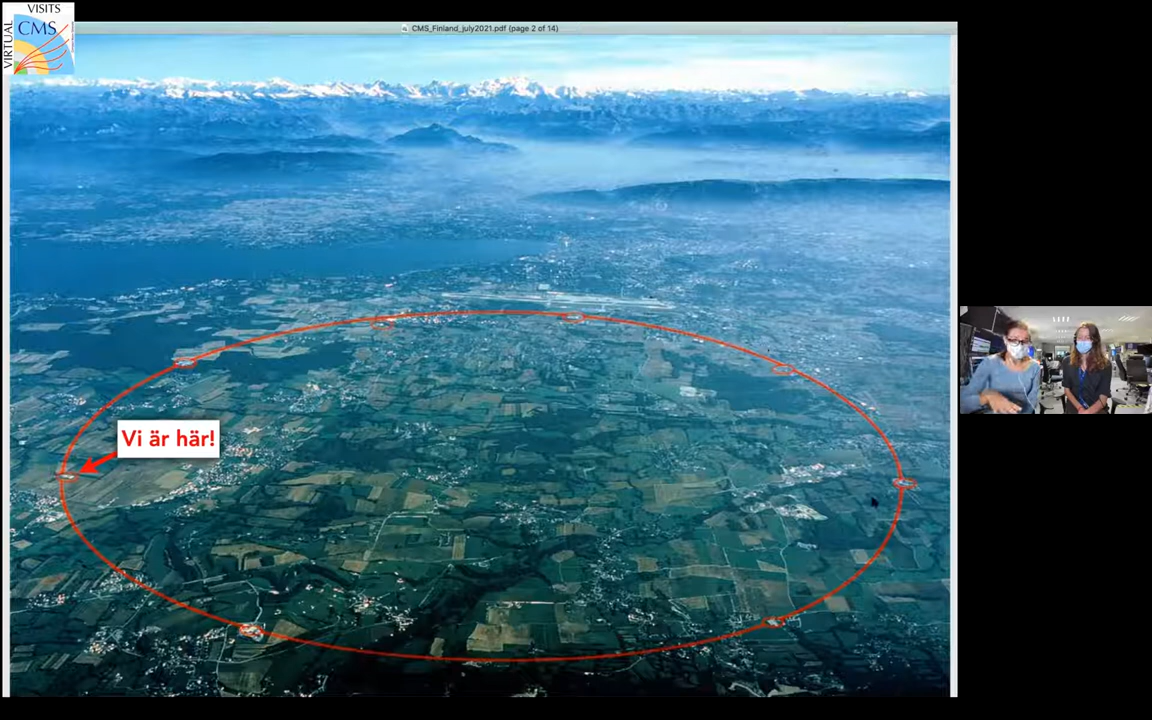 VISITS
VIRTUAL
CMS
CMS_Finland_july2021.pdf (page 2 of 14)
Vi är här!